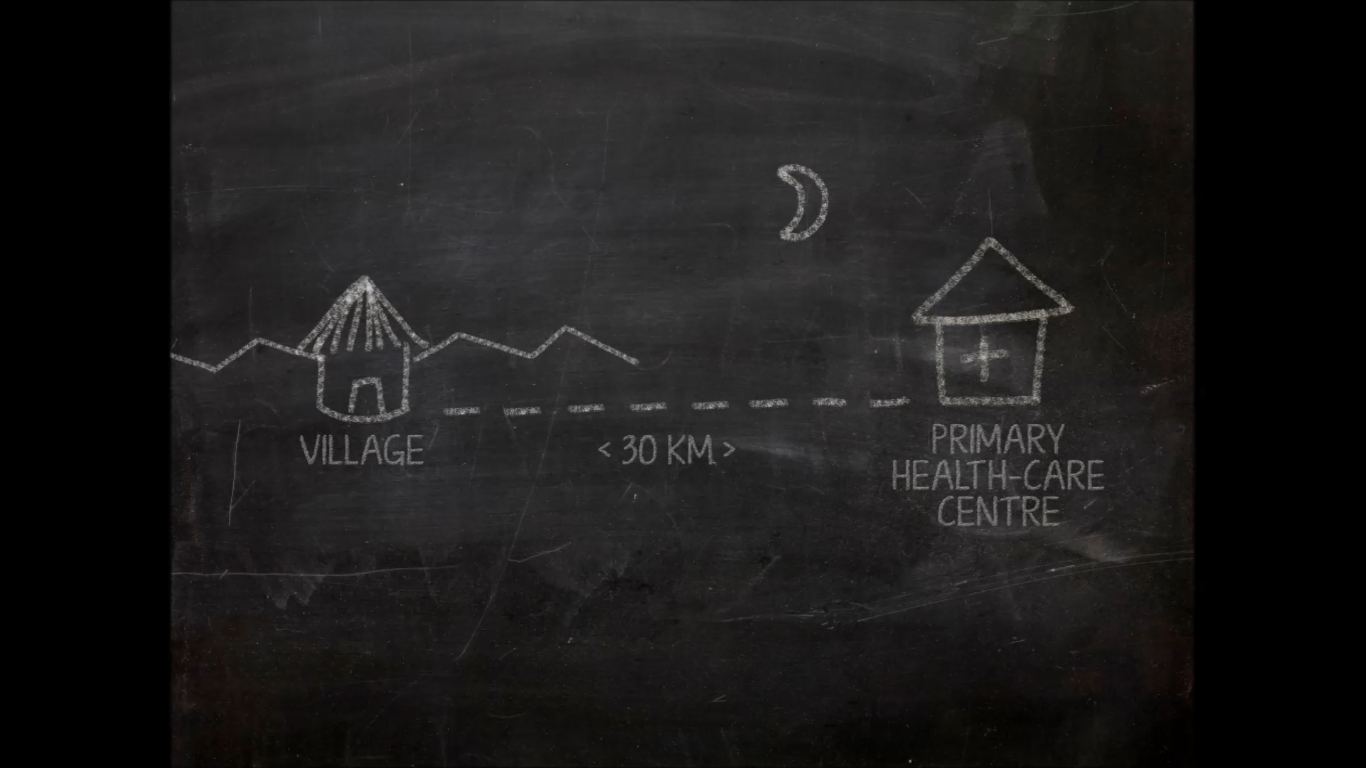 VILLAGE
< 30 KM >
PRIMARY
HEALTH-CARE
CENTRE